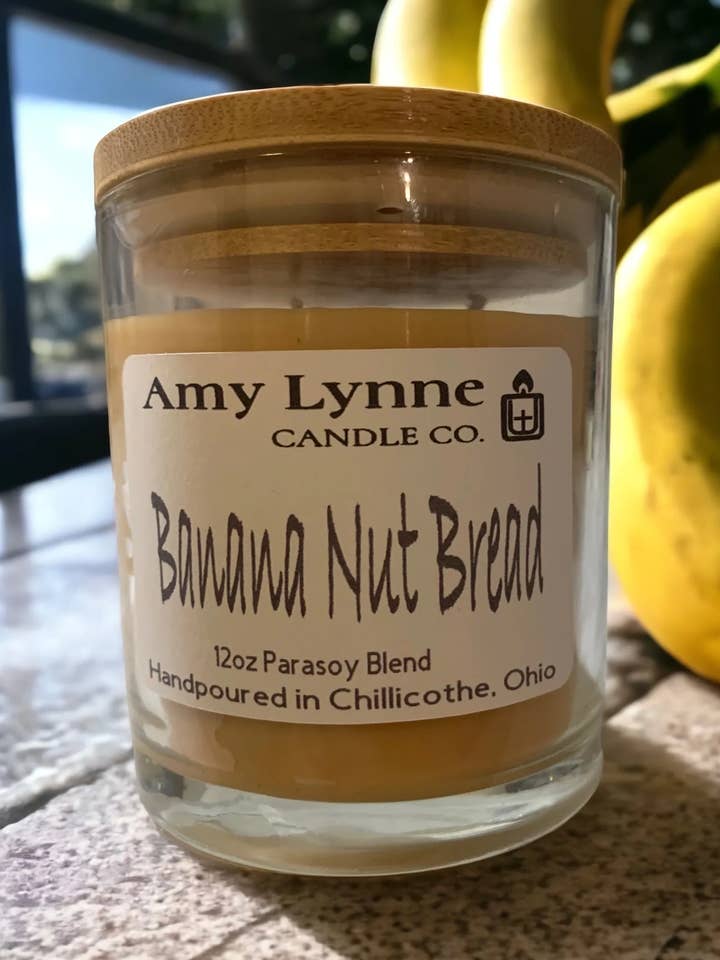 Amy Lynne
CANDLE CO.
Banana Nut Bread
12oz Parasoy Blend
Handpoured in Chillicothe, Ohio